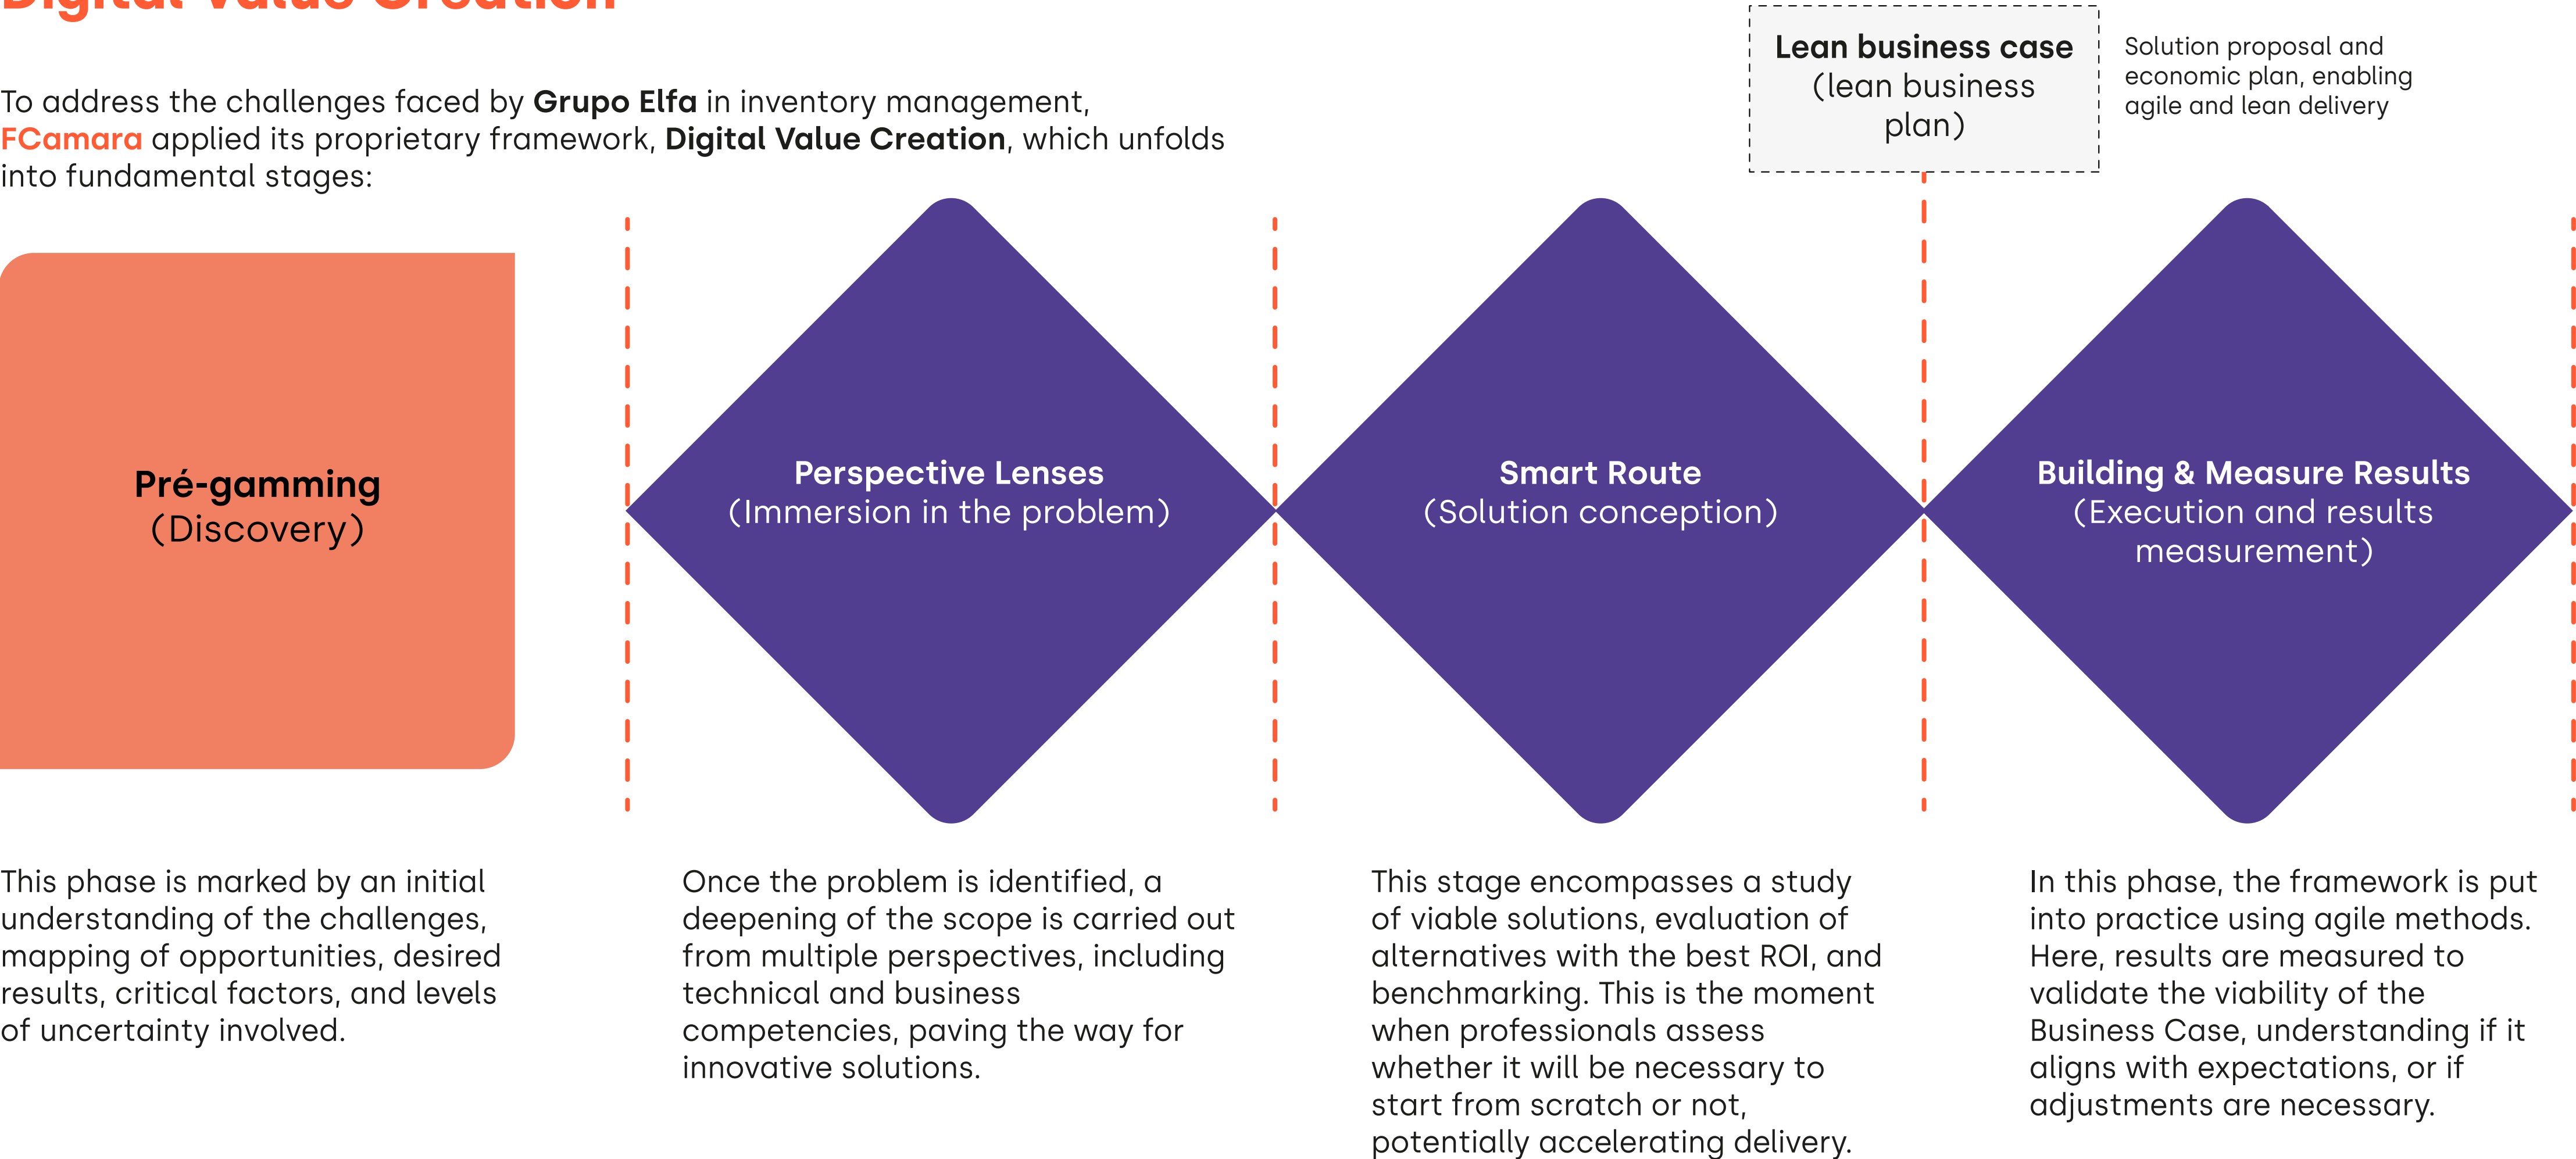 Digital Value Creation
To address the challenges faced by Grupo Elfa in inventory management,
FCamara applied its proprietary framework, Digital Value Creation, which unfolds
into fundamental stages:
Lean business case
(lean business
plan)
Solution proposal and
economic plan, enabling
agile and lean delivery
Pré-gamming
(Discovery)
Perspective Lenses
(Immersion in the problem)
Smart Route
(Solution conception)
Building & Measure Results
(Execution and results
measurement)
This phase is marked by an initial
understanding of the challenges,
mapping of opportunities, desired
results, critical factors, and levels
of uncertainty involved.
Once the problem is identified, a
deepening of the scope is carried out
from multiple perspectives, including
technical and business
competencies, paving the way for
innovative solutions.
This stage encompasses a study
of viable solutions, evaluation of
alternatives with the best ROI, and
benchmarking. This is the moment
when professionals assess
whether it will be necessary to
start from scratch or not,
potentially accelerating delivery.
In this phase, the framework is put
into practice using agile methods.
Here, results are measured to
validate the viability of the
Business Case, understanding if it
aligns with expectations, or if
adjustments are necessary.